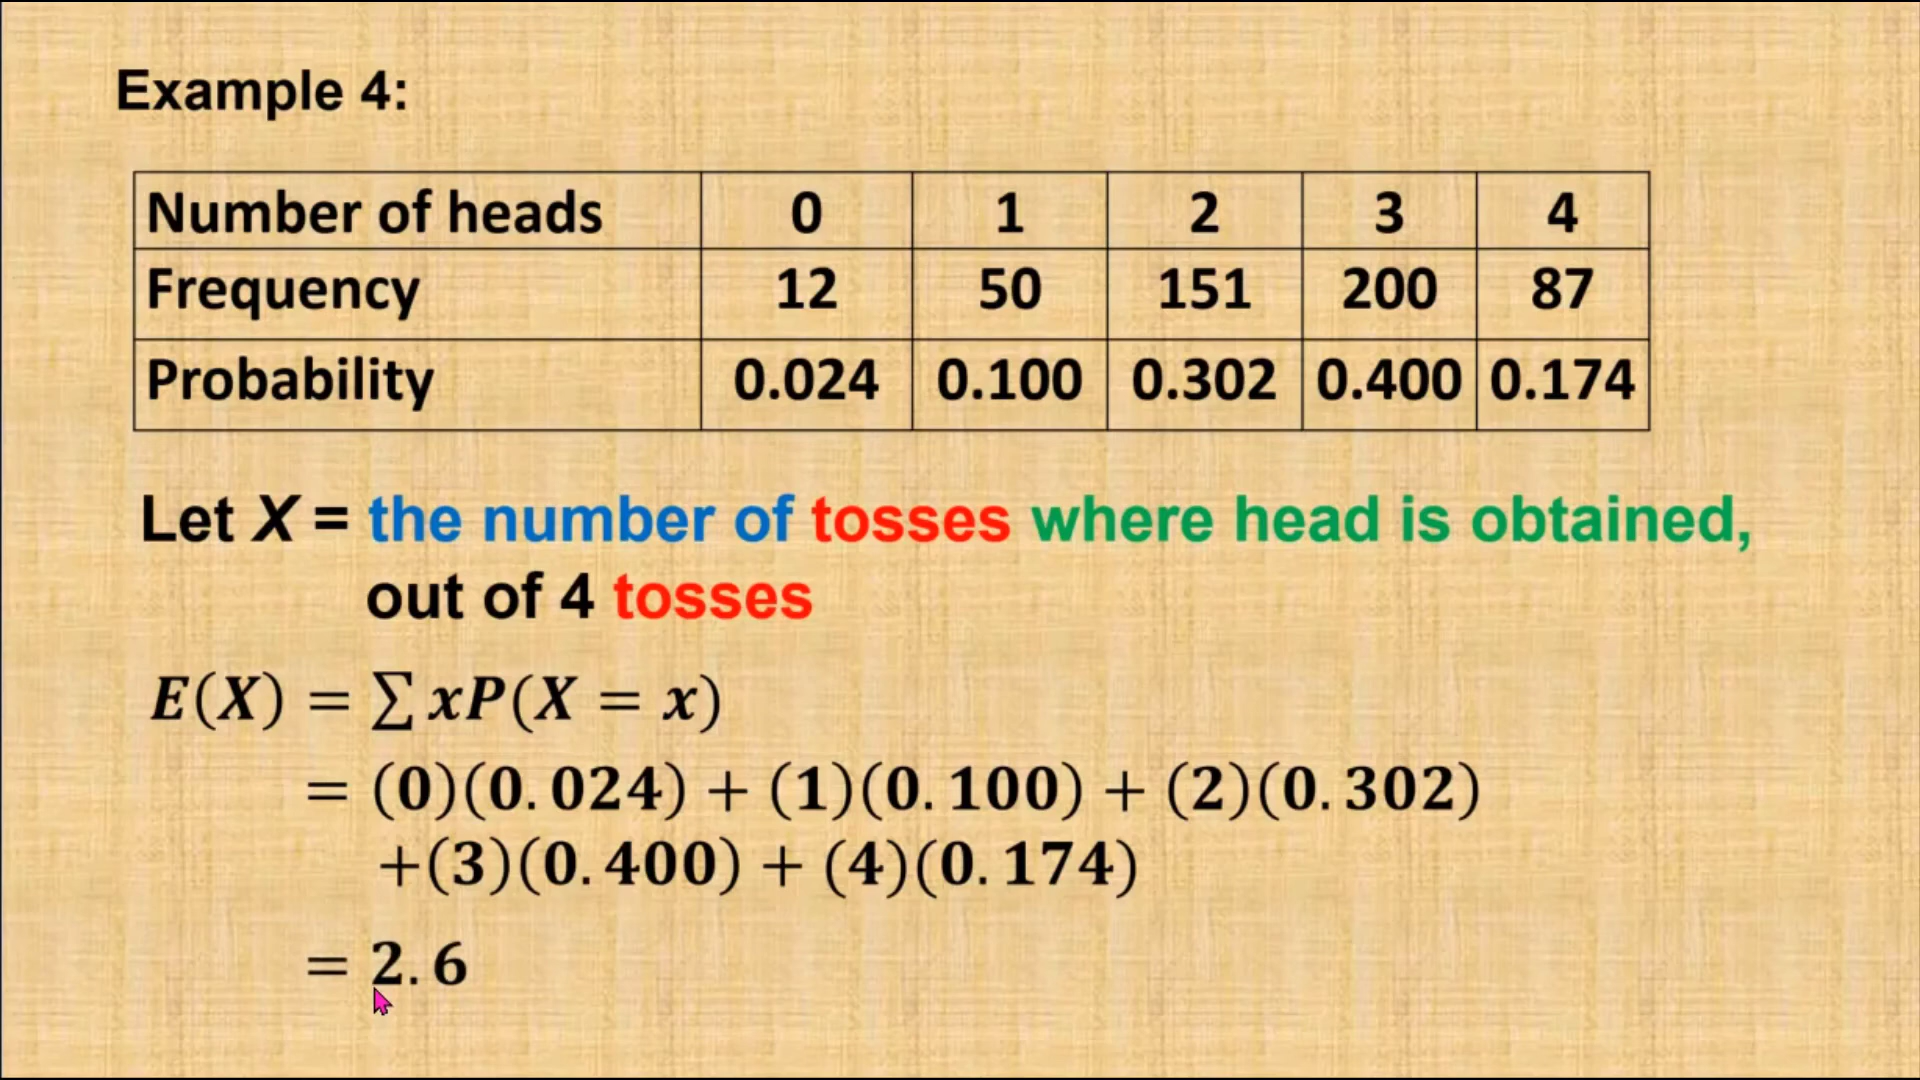 Example 4:
Number of heads 0 1 2 3 4
Frequency 12 50 151 200 87
Probability 0.024 0.100 0.302 0.400 0.174
Let X = the number of tosses where head is obtained,
out of 4 tosses
E(X) = ∑ xP(X = x)
= (0)(0.024) + (1)(0.100) + (2)(0.302)
+(3)(0.400) + (4)(0.174)
= 2.6